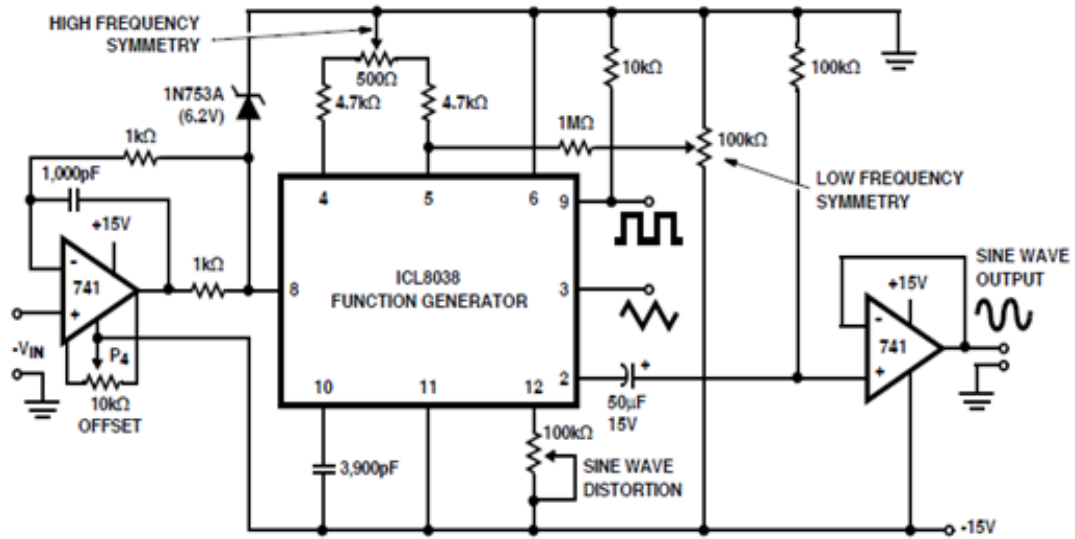 HIGH FREQUENCY
SYMMETRY
500Ω
10kΩ
100kΩ
1N753A
(6.2V)
4.7kΩ
4.7kΩ
1kΩ
1MΩ
100kΩ
1,000pF
LOW FREQUENCY
SYMMETRY
4
5
6
9
+15V
-
741
+
1kΩ
8
ICL8038
FUNCTION GENERATOR
3
SINE WAVE
OUTPUT
+15V
-
741
+
-VIN
P4
10kΩ
OFFSET
10
11
12
2
+
50µF
15V
100kΩ
3,900pF
SINE WAVE
DISTORTION
-15V